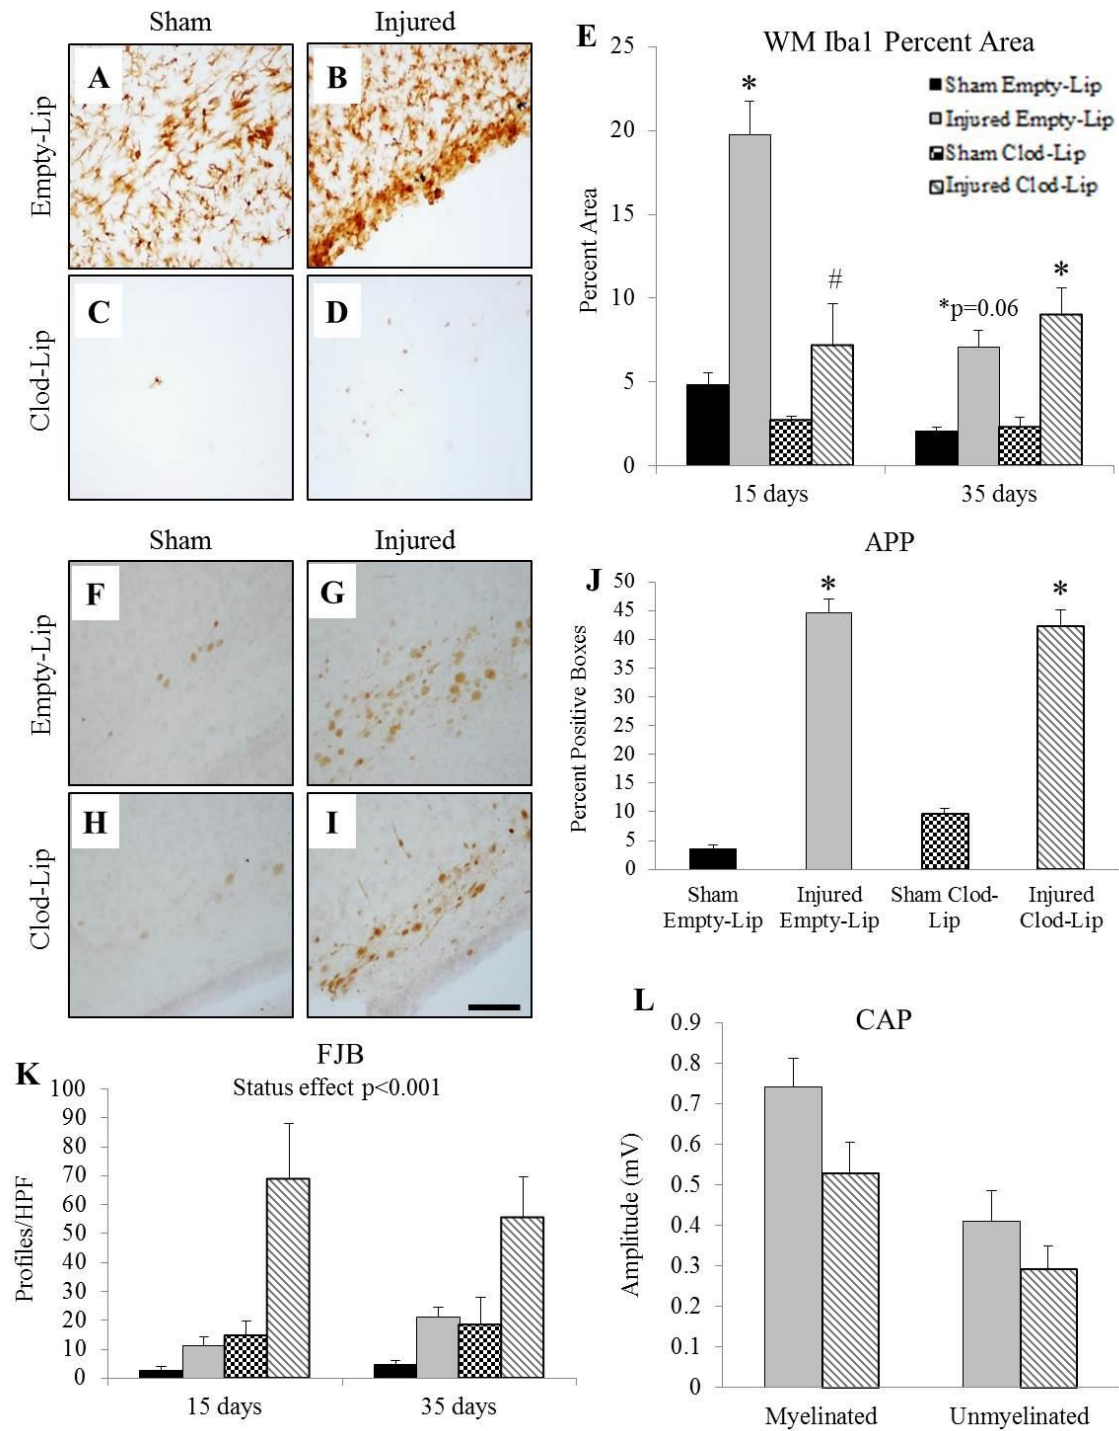 Sham Injured
Empty-Lip
A B
Clod-Lip
C D
E
WM Iba1 Percent Area
25
20
15
10
5
0
Percent Area
Sham Empty-Lip
Injured Empty-Lip
Sham Clod-Lip
Injured Clod-Lip
*
#
*p=0.06
*
15 days 35 days
Sham Injured
Empty-Lip
F G
Clod-Lip
H I
J
APP
50
45
40
35
30
25
20
15
10
5
0
Percent Positive Boxes
* *
Sham Injured Sham Clod- Injured
Empty-Lip Empty-Lip Lip Clod-Lip
K
FJB
Status effect p<0.001
100
90
80
70
60
50
40
30
20
10
0
Profiles/HPF
15 days 35 days
L
CAP
0.9
0.8
0.7
0.6
0.5
0.4
0.3
0.2
0.1
0
Amplitude (mV)
Myelinated Unmyelinated